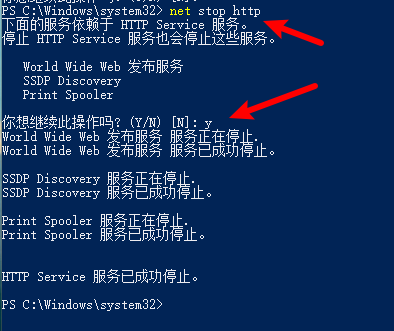 PS C:\Windows\system32> net stop http
下面的服务依赖于 HTTP Service 服务。
停止 HTTP Service 服务也会停止这些服务。
World Wide Web 发布服务
SSDP Discovery
Print Spooler
你想继续此操作吗? (Y/N) [N]: y
World Wide Web 发布服务 服务正在停止.
World Wide Web 发布服务 服务已成功停止。
SSDP Discovery 服务正在停止.
SSDP Discovery 服务已成功停止。
Print Spooler 服务正在停止.
Print Spooler 服务已成功停止。
HTTP Service 服务已成功停止。
PS C:\Windows\system32>